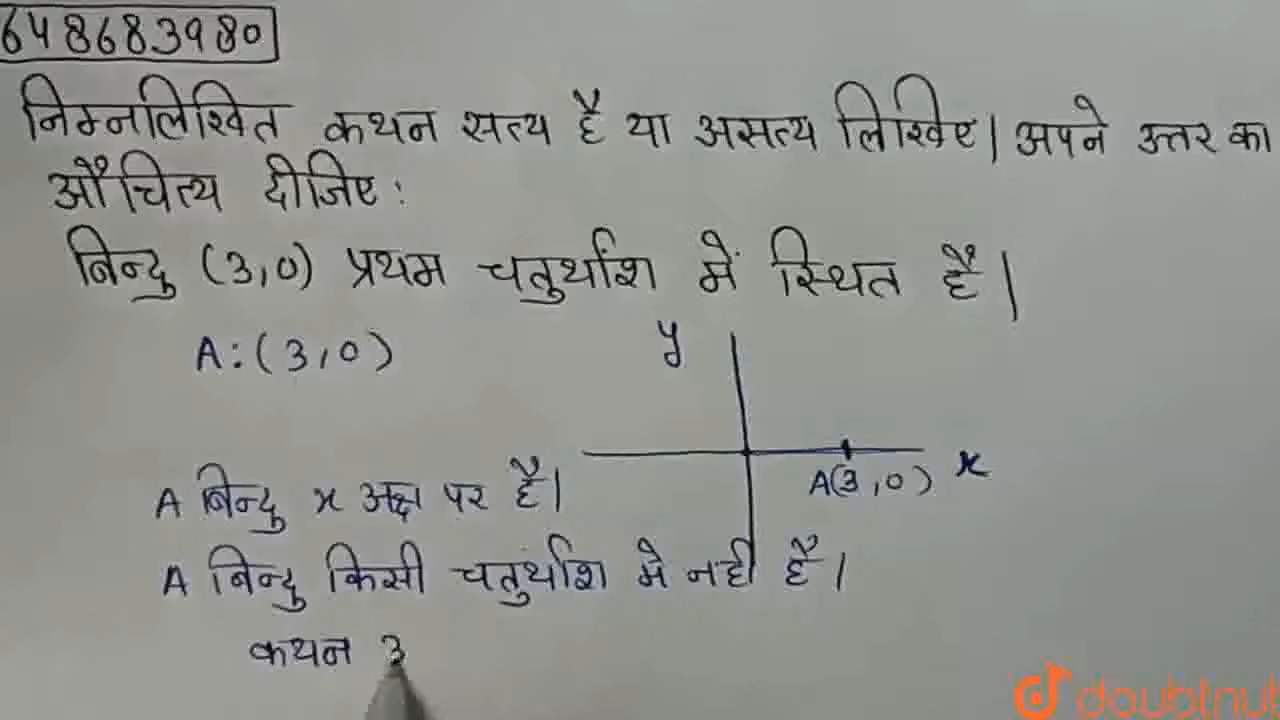 648683980
निम्नलिखित कथन सत्य है या असत्य लिखिए। अपने उत्तर का
औचित्य दीजिए:
बिन्दु (3,0) प्रथम चतुर्थांश में स्थित है।
A:(3,0)
y
A(3,0) x
A बिन्दु x अक्ष पर है।
A बिन्दु किसी चतुर्थांश मे नही है।
कथन
doubtnut